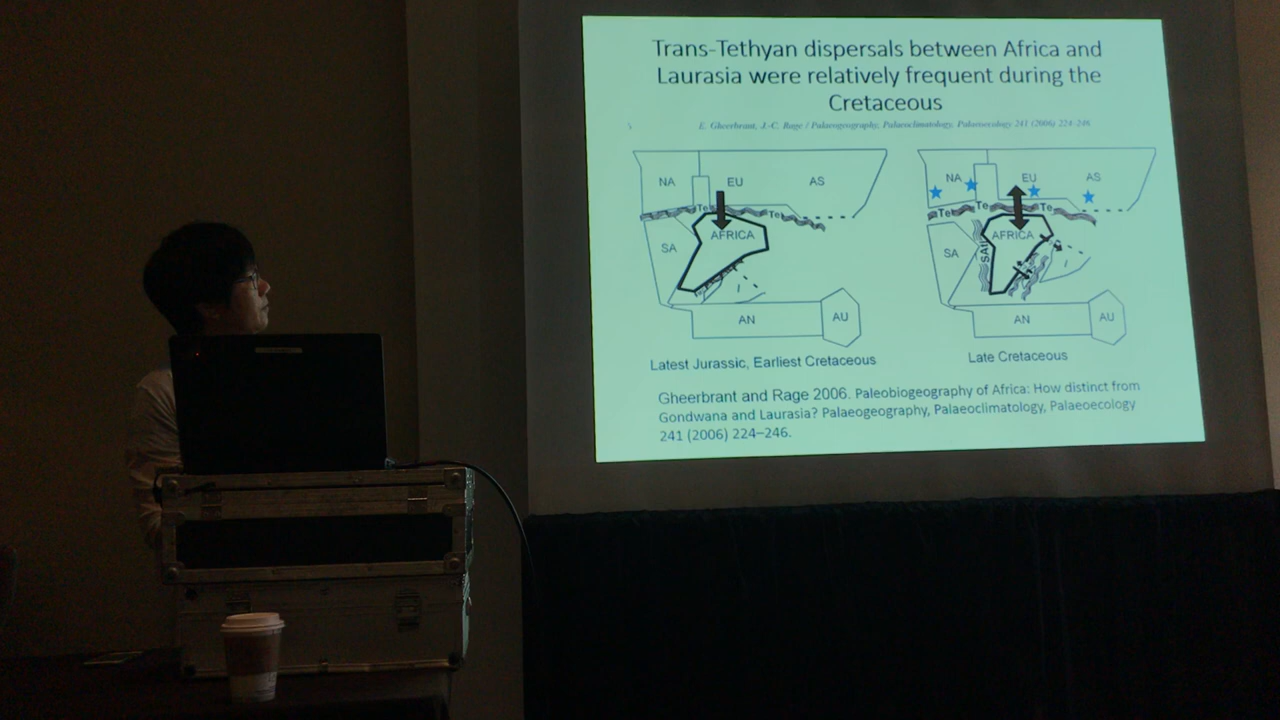 Trans-Tethyan dispersals between Africa and
Laurasia were relatively frequent during the
Cretaceous
E. Gheerbrant, J.-C. Rage / Palaeogeography, Palaeoclimatology, Palaeoecology 241 (2006) 224–246
NA EU AS
Te Te
AFRICA
SA
AN AU
Latest Jurassic, Earliest Cretaceous
NA EU AS
Te Te Te
AFRICA
SA
SAtl
AN AU
Late Cretaceous
Gheerbrant and Rage 2006. Paleobiogeography of Africa: How distinct from
Gondwana and Laurasia? Palaeogeography, Palaeoclimatology, Palaeoecology
241 (2006) 224–246.